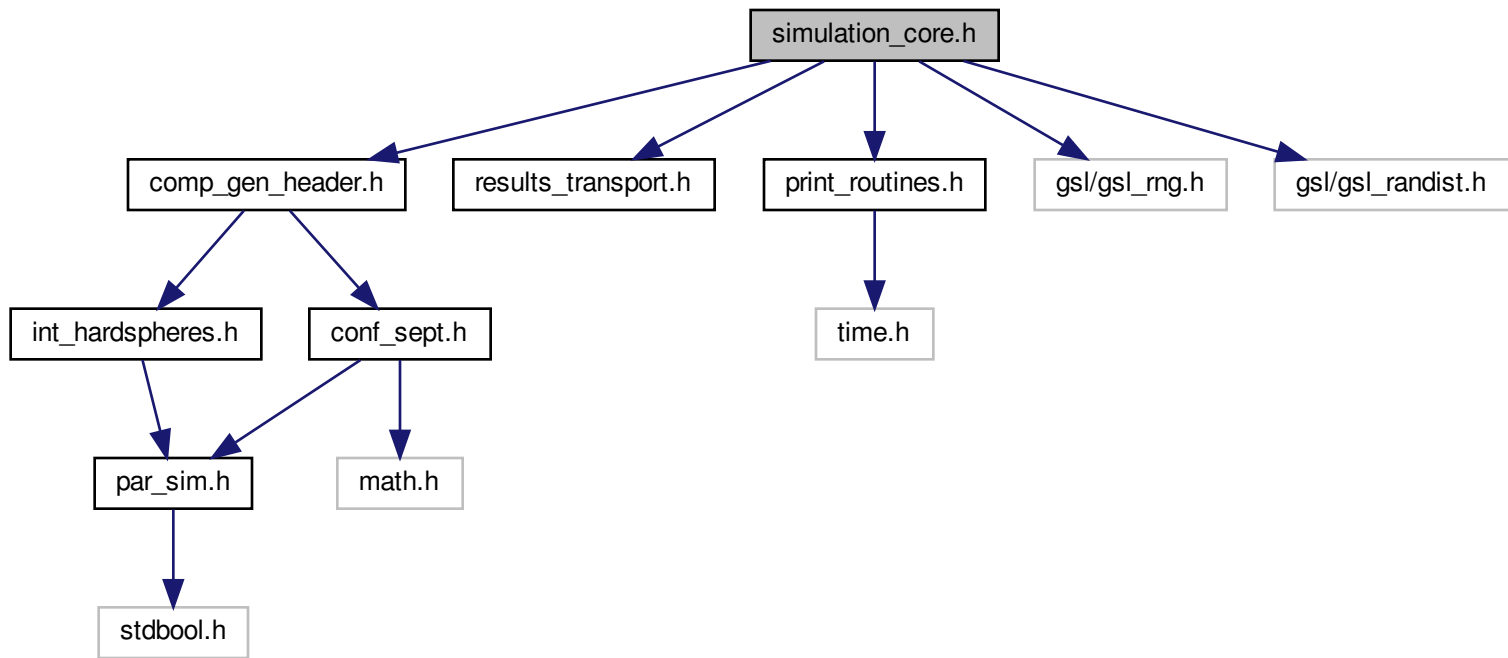 simulation_core.h
comp_gen_header.h
results_transport.h
print_routines.h
gsl/gsl_rng.h
gsl/gsl_randist.h
int_hardspheres.h
conf_sept.h
time.h
par_sim.h
math.h
stdbool.h